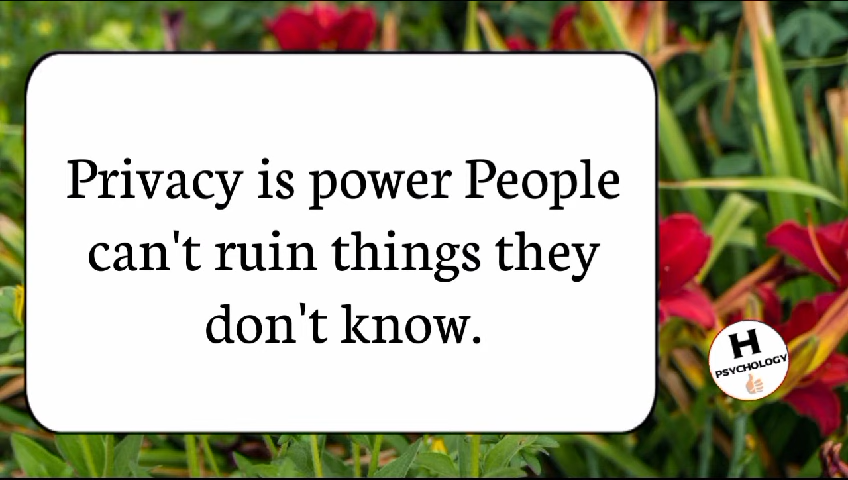 Privacy is power People
can't ruin things they
don't know.
H
PSYCHOLOGY